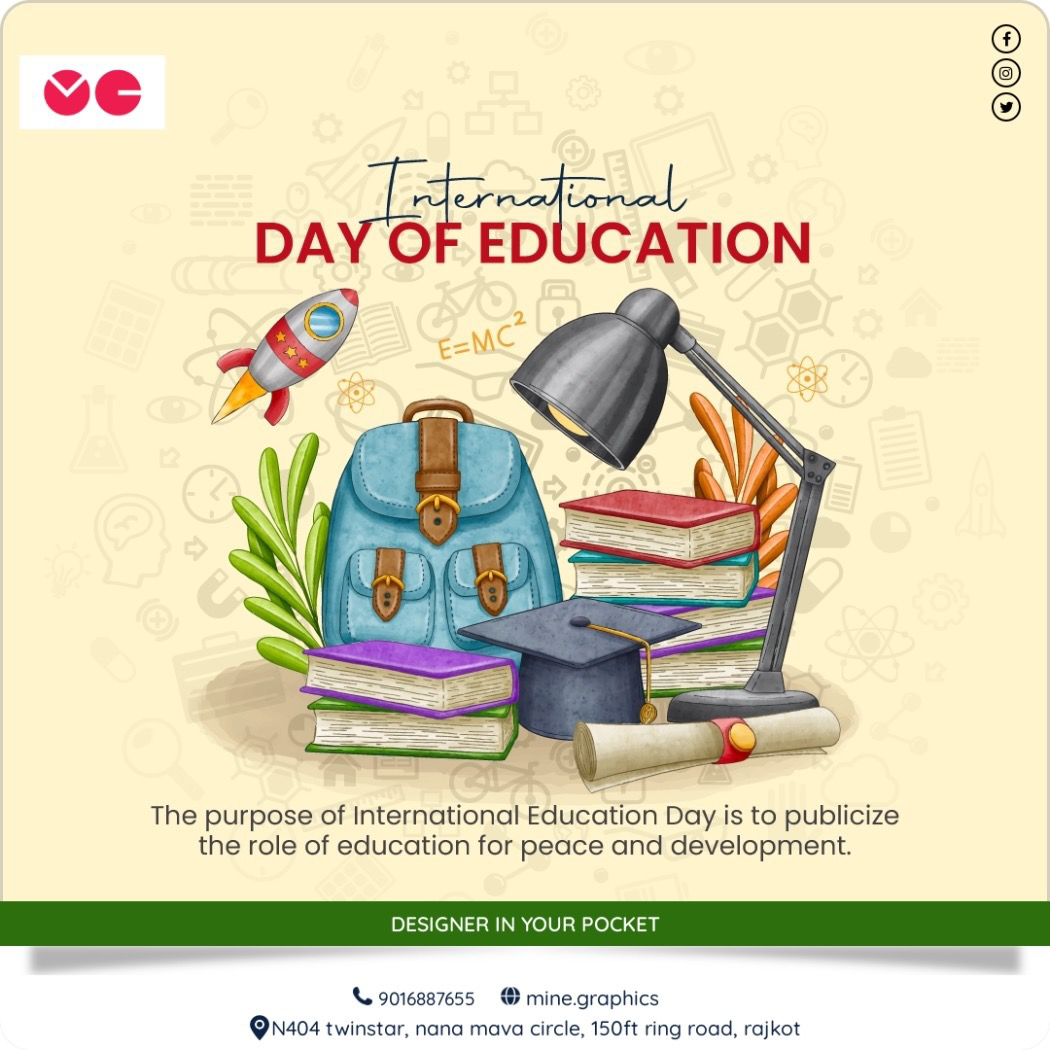 International
DAY OF EDUCATION
E=MC²
The purpose of International Education Day is to publicize
the role of education for peace and development.
DESIGNER IN YOUR POCKET
9016887655 mine.graphics
N404 twinstar, nana mava circle, 150ft ring road, rajkot